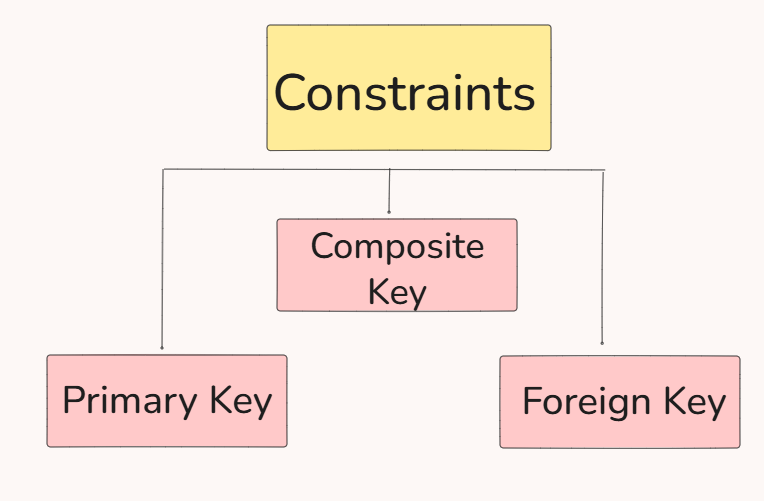 Constraints
Composite
Key
Primary Key
Foreign Key